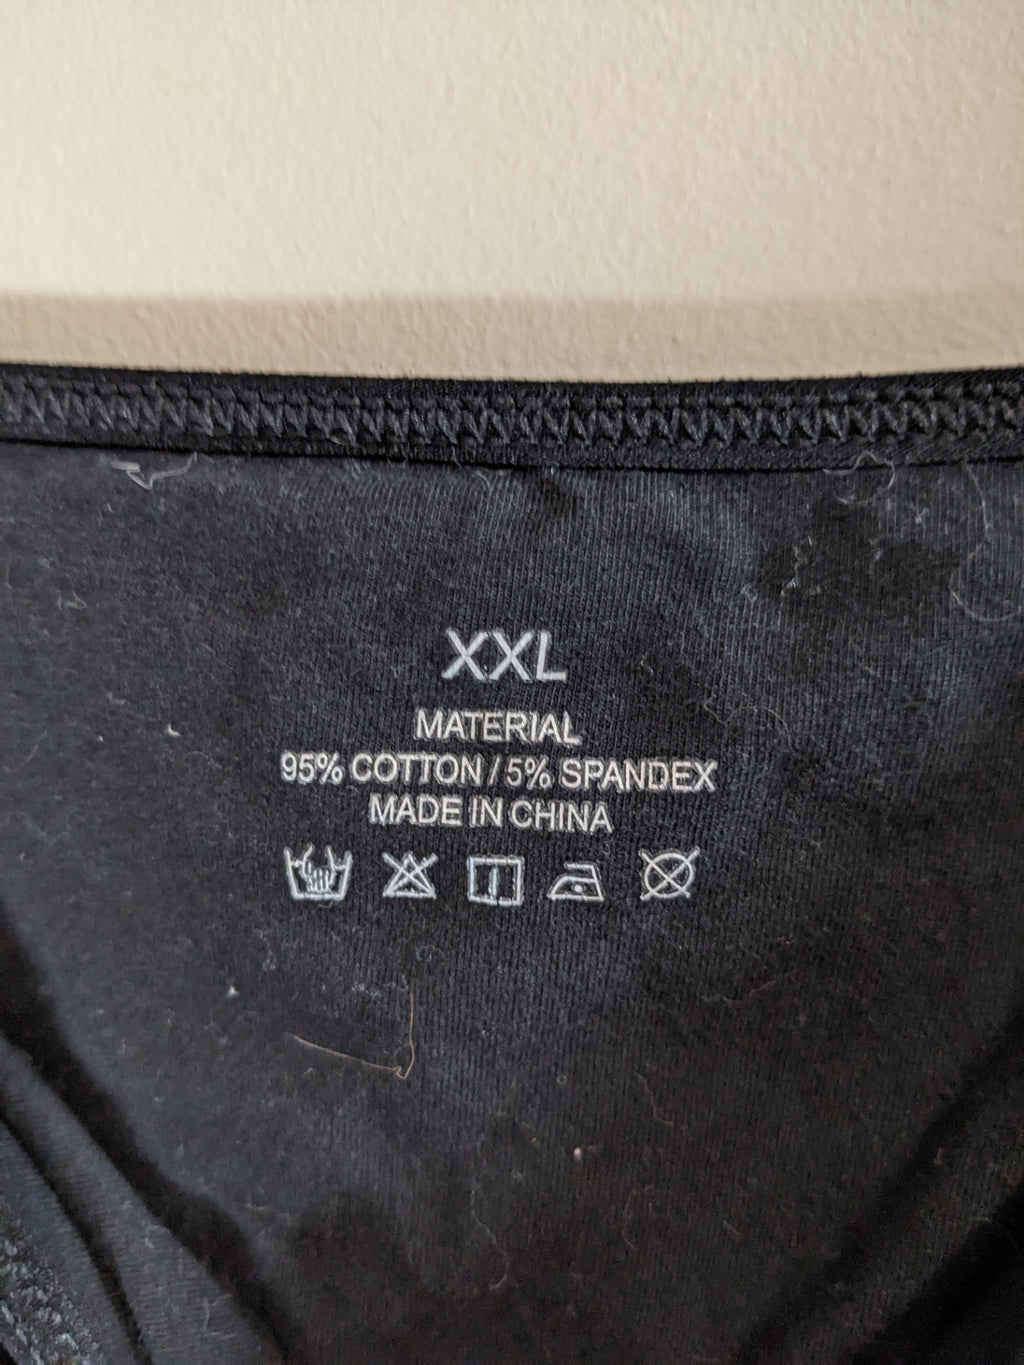 XXL
MATERIAL
95% COTTON / 5% SPANDEX
MADE IN CHINA